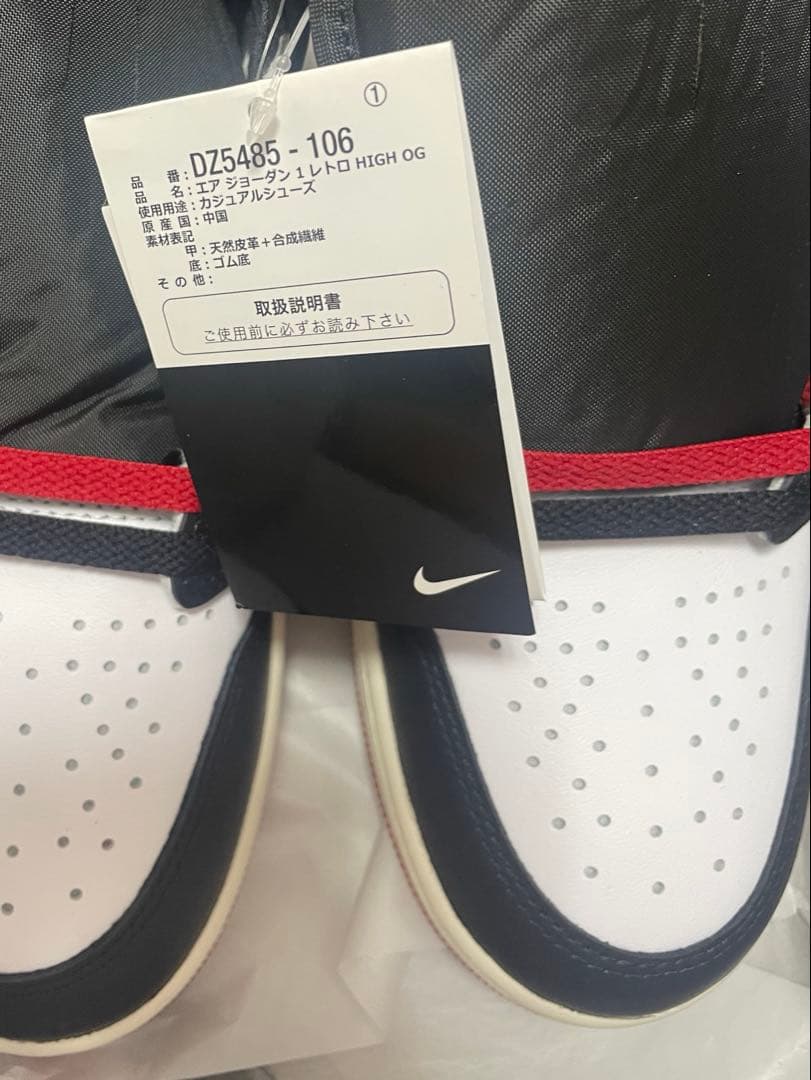 ①
品番:DZ5485 - 106
品名:エア ジョーダン 1 レトロ HIGH OG
使用用途:カジュアルシューズ
原産国:中国
素材表記
甲:天然皮革+合成繊維
底:ゴム底
その他:
取扱説明書
ご使用前に必ずお読み下さい